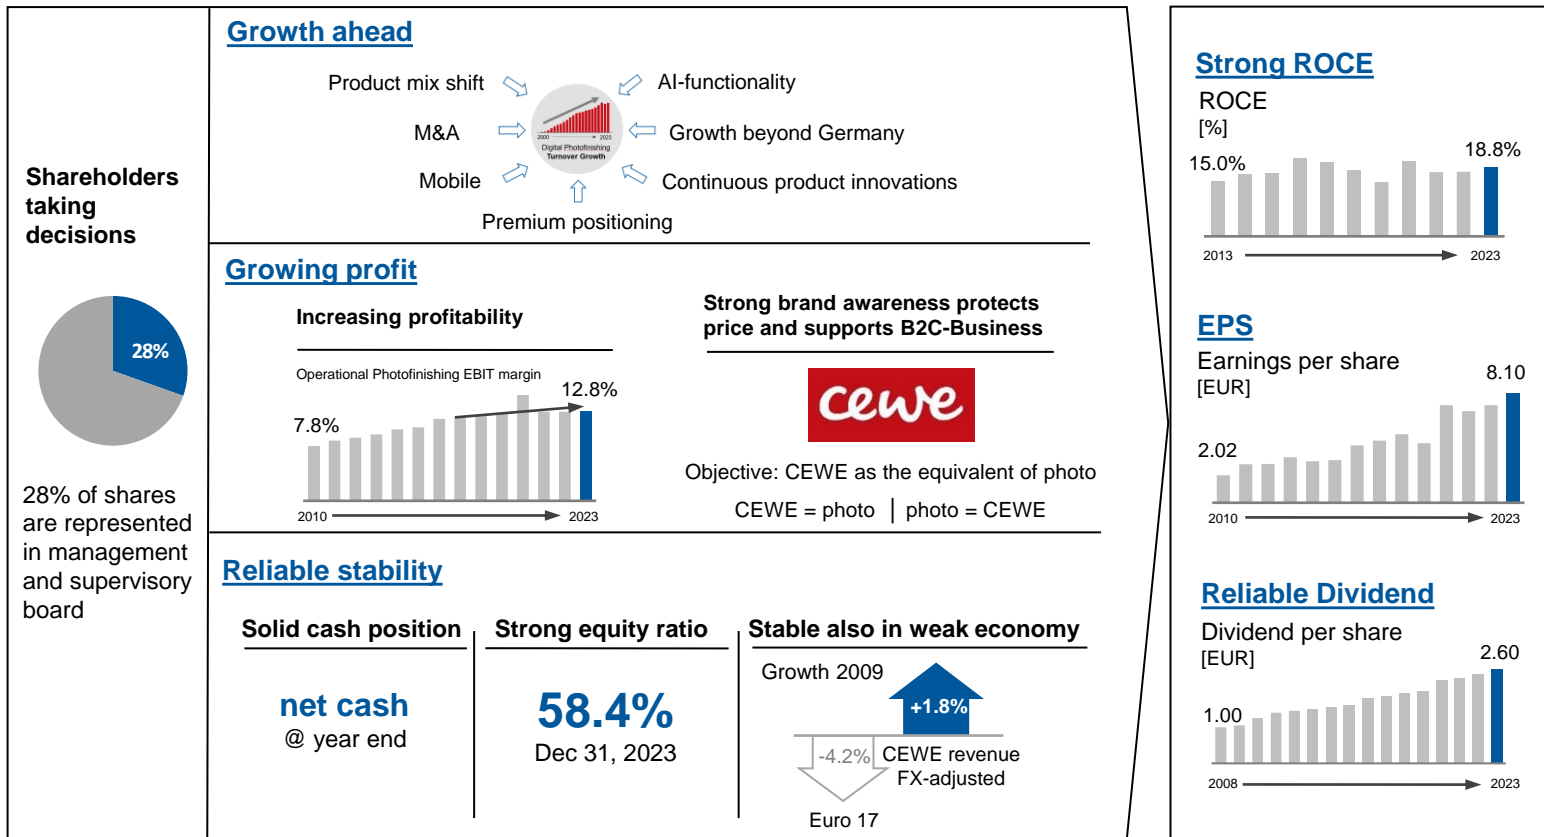 Shareholders
taking
decisions
28%
28% of shares
are represented
in management
and supervisory
board
Growth ahead
Product mix shift
M&A
Mobile
Premium positioning
AI-functionality
Growth beyond Germany
Continuous product innovations
2000
2023
Digital Photofinishing
Turnover Growth
Growing profit
Increasing profitability
Operational Photofinishing EBIT margin
7.8%
12.8%
2010
2023
Strong brand awareness protects
price and supports B2C-Business
cewe
Objective: CEWE as the equivalent of photo
CEWE = photo | photo = CEWE
Reliable stability
Solid cash position
net cash
@ year end
Strong equity ratio
58.4%
Dec 31, 2023
Stable also in weak economy
Growth 2009
+1.8%
-4.2%
CEWE revenue
FX-adjusted
Euro 17
Strong ROCE
ROCE
[%]
15.0%
18.8%
2013
2023
EPS
Earnings per share
[EUR]
8.10
2.02
2010
2023
Reliable Dividend
Dividend per share
[EUR]
2.60
1.00
2008
2023